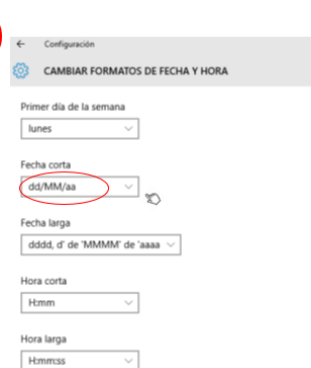 Configuración
CAMBIAR FORMATOS DE FECHA Y HORA
Primer día de la semana
lunes
Fecha corta
dd/MM/aa
Fecha larga
dddd, d' de 'MMMM' de 'aaaa
Hora corta
H:mm
Hora larga
H:mm:ss